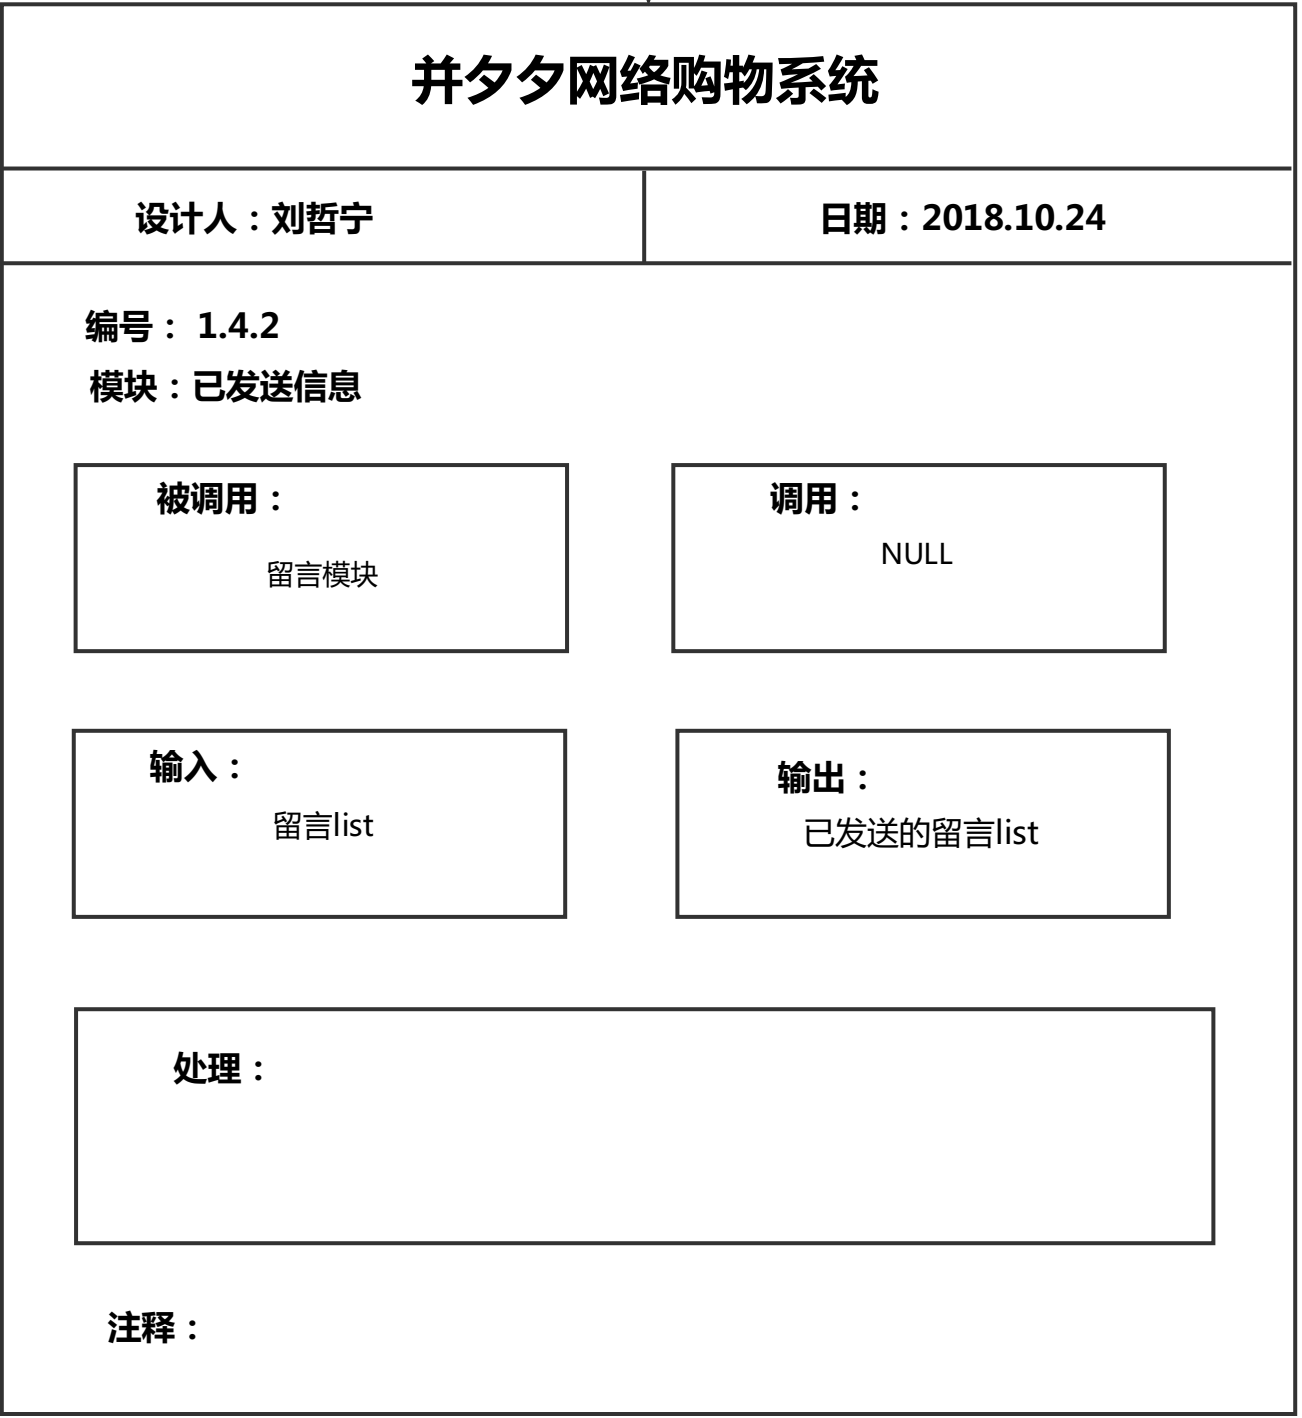 并夕夕网络购物系统
设计人：刘哲宁
日期：2018.10.24
编号： 1.4.2
模块：已发送信息
被调用：
留言模块
调用：
NULL
输入：
留言list
输出：
已发送的留言list
处理：
注释：